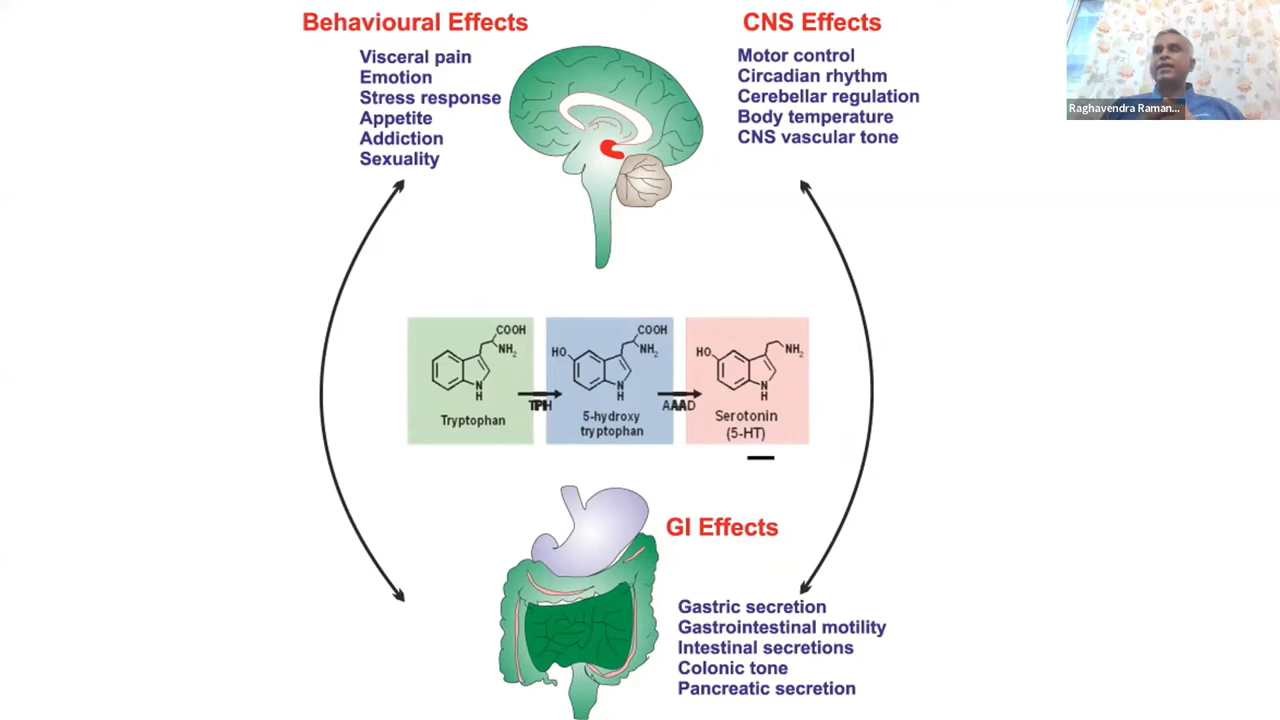 Behavioural Effects
Visceral pain
Emotion
Stress response
Appetite
Addiction
Sexuality
CNS Effects
Motor control
Circadian rhythm
Cerebellar regulation
Body temperature
CNS vascular tone
Raghavendra Raman...
COOH
NH2
N
H
Tryptophan
HO
COOH
NH2
N
H
5-hydroxy
tryptophan
HO
NH2
N
H
Serotonin
(5-HT)
GI Effects
Gastric secretion
Gastrointestinal motility
Intestinal secretions
Colonic tone
Pancreatic secretion